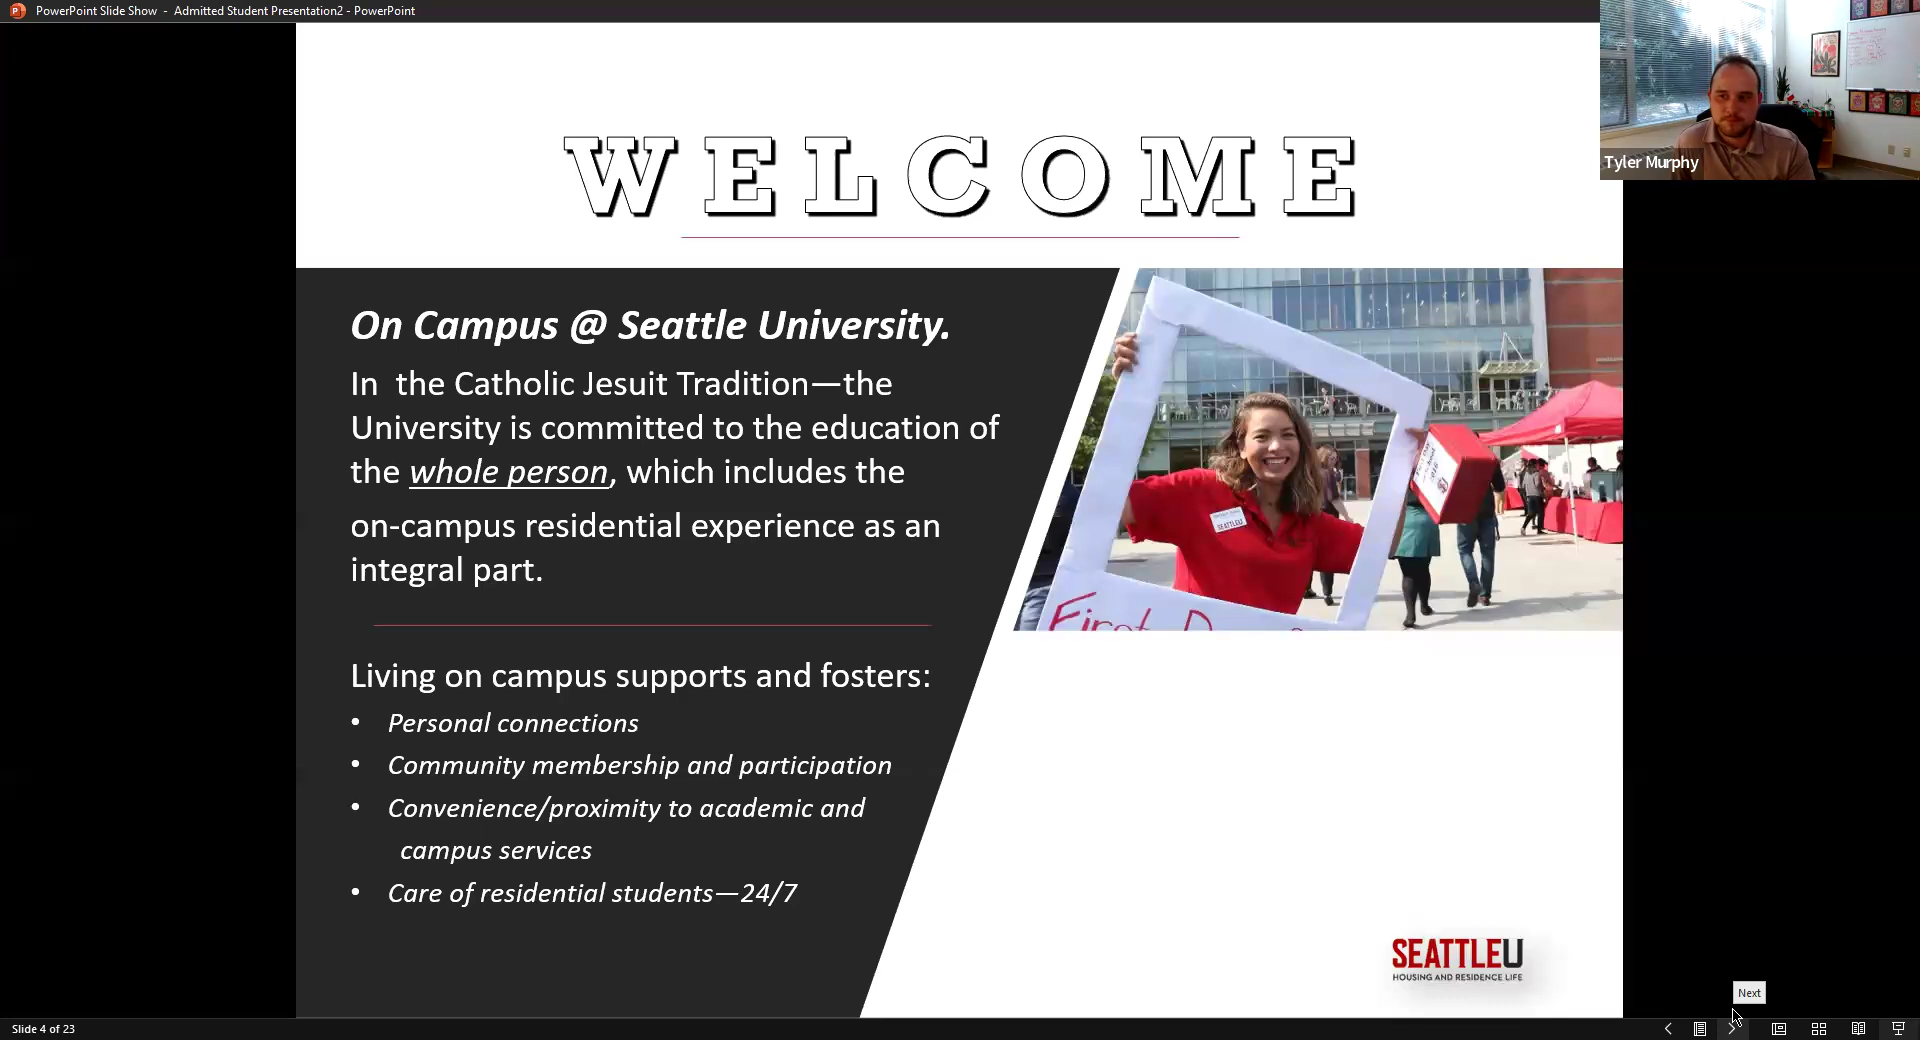 PowerPoint Slide Show - Admitted Student Presentation2 - PowerPoint
Tyler Murphy
WELCOME
On Campus @ Seattle University.
In the Catholic Jesuit Tradition—the
University is committed to the education of
the whole person, which includes the
on-campus residential experience as an
integral part.
Living on campus supports and fosters:
• Personal connections
• Community membership and participation
• Convenience/proximity to academic and
campus services
• Care of residential students—24/7
SEATTLEU
First D
SEATTLEU
HOUSING AND RESIDENCE LIFE
Next
Slide 4 of 23